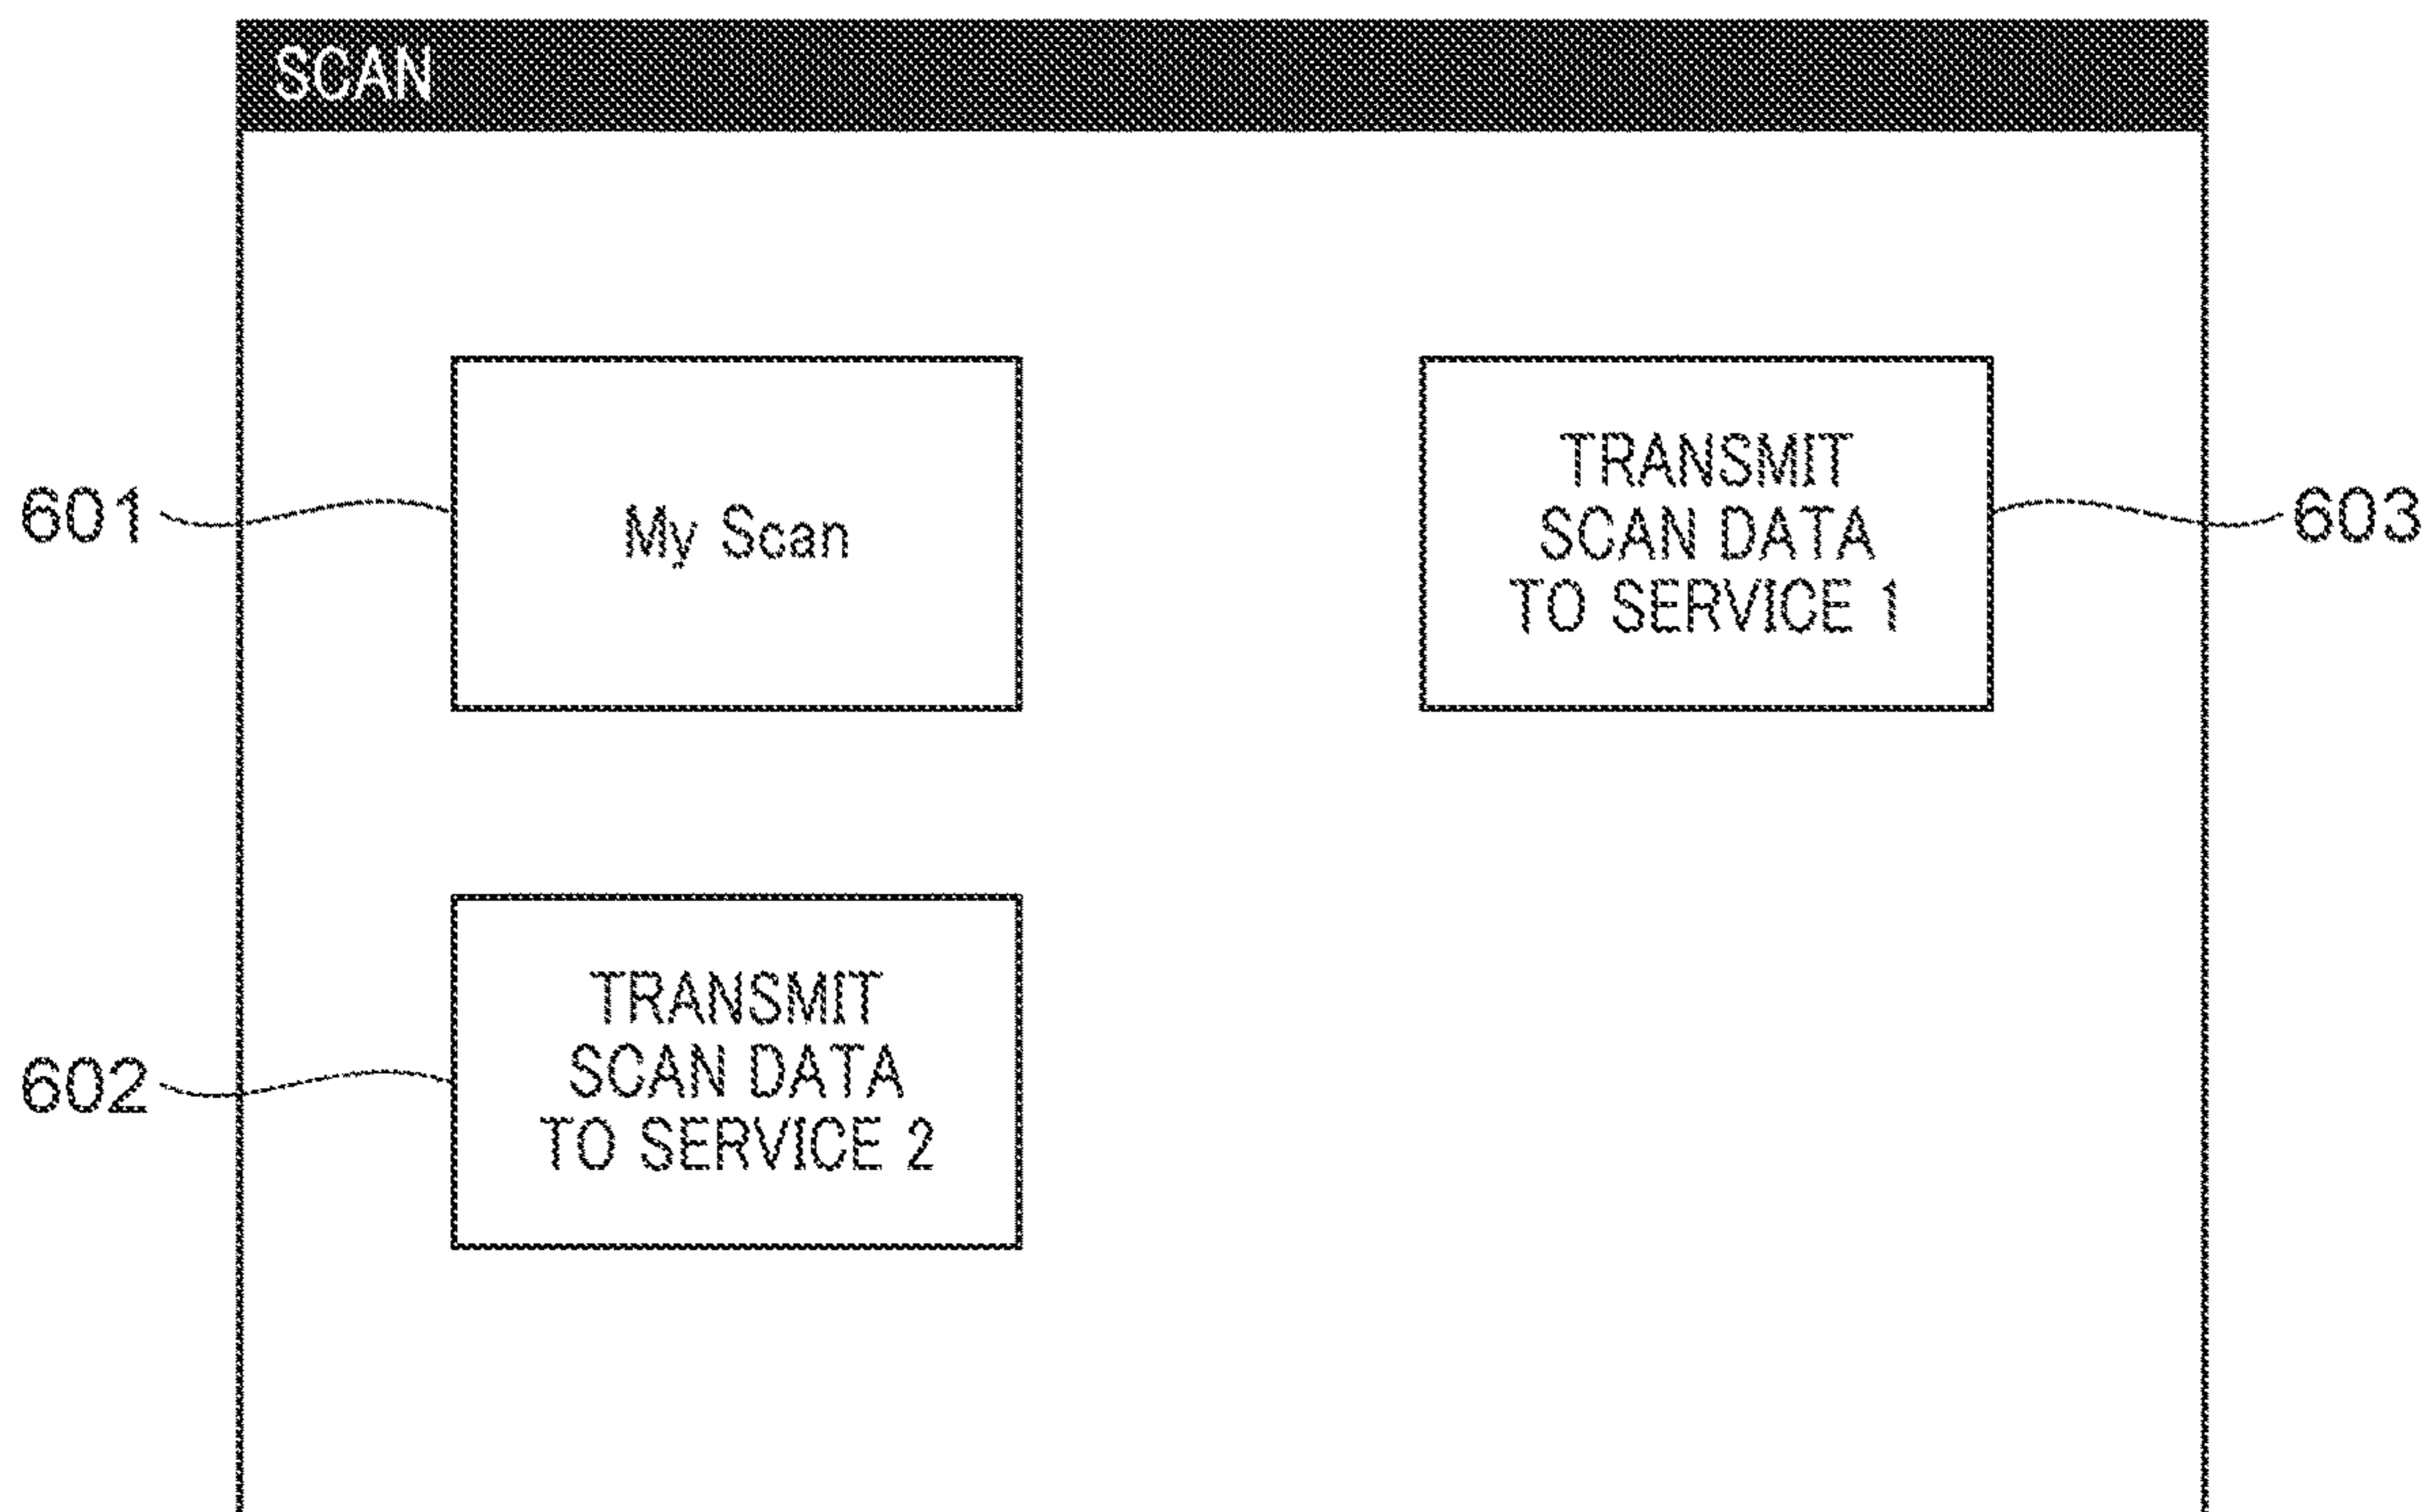 SCAN
601
My Scan
TRANSMIT
SCAN DATA
TO SERVICE 1
603
602
TRANSMIT
SCAN DATA
TO SERVICE 2